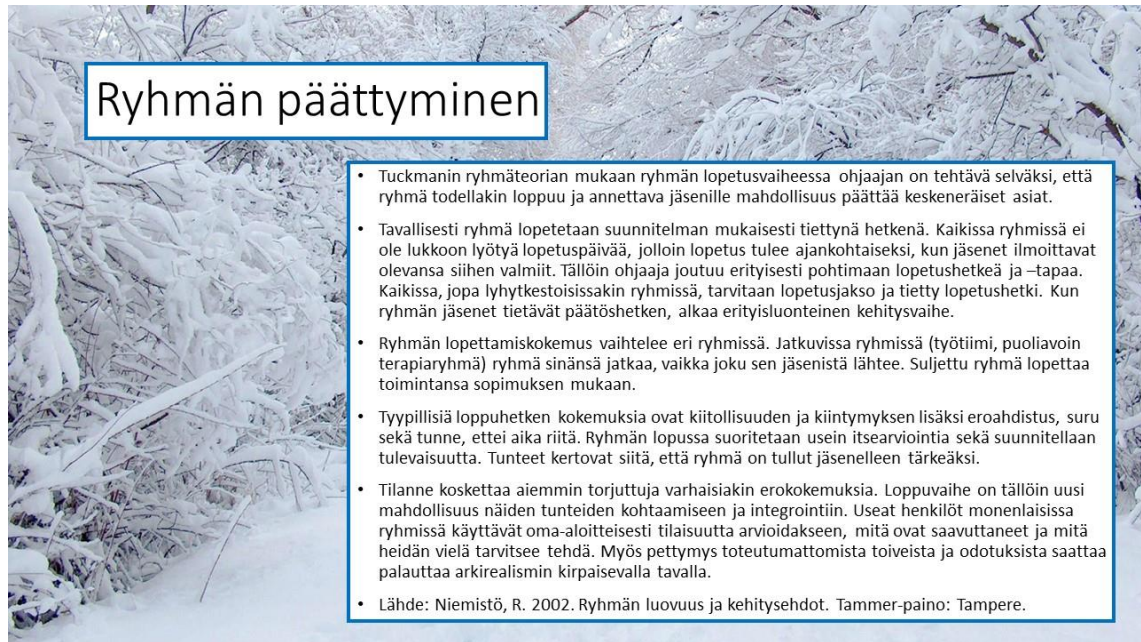 Ryhmän päättyminen
• Tuckmanin ryhmäteorian mukaan ryhmän lopetusvaiheessa ohjaajan on tehtävä selväksi, että
ryhmä todellakin loppuu ja annettava jäsenille mahdollisuus päättää keskeneräiset asiat.
• Tavallisesti ryhmä lopetetaan suunnitelman mukaisesti tiettynä hetkenä. Kaikissa ryhmissä ei
ole lukkoon lyötyä lopetuspäivää, jolloin lopetus tulee ajankohtaiseksi, kun jäsenet ilmoittavat
olevansa siihen valmiit. Tällöin ohjaaja joutuu erityisesti pohtimaan lopetushetkeä ja –tapaa.
Kaikissa, jopa lyhytkestoisissakin ryhmissä, tarvitaan lopetusjakso ja tietty lopetushetki. Kun
ryhmän jäsenet tietävät päätöshetken, alkaa erityisluonteinen kehitysvaihe.
• Ryhmän lopettamiskokemus vaihtelee eri ryhmissä. Jatkuvissa ryhmissä (työtiimi, puoliavoin
terapiaryhmä) ryhmä sinänsä jatkaa, vaikka joku sen jäsenistä lähtee. Suljettu ryhmä lopettaa
toimintansa sopimuksen mukaan.
• Tyypillisiä loppuhetken kokemuksia ovat kiitollisuuden ja kiintymyksen lisäksi eroahdistus, suru
sekä tunne, ettei aika riitä. Ryhmän lopussa suoritetaan usein itsearviointia sekä suunnitellaan
tulevaisuutta. Tunteet kertovat siitä, että ryhmä on tullut jäsenelleen tärkeäksi.
• Tilanne koskettaa aiemmin torjuttuja varhaisiakin erokokemuksia. Loppuvaihe on tällöin uusi
mahdollisuus näiden tunteiden kohtaamiseen ja integrointiin. Useat henkilöt monenlaisissa
ryhmissä käyttävät oma-aloitteisesti tilaisuutta arvioidakseen, mitä ovat saavuttaneet ja mitä
heidän vielä tarvitsee tehdä. Myös pettymys toteutumattomista toiveista ja odotuksista saattaa
palauttaa arkirealismin kirpaisevalla tavalla.
• Lähde: Niemistö, R. 2002. Ryhmän luovuus ja kehitysehdot. Tammer-paino: Tampere.